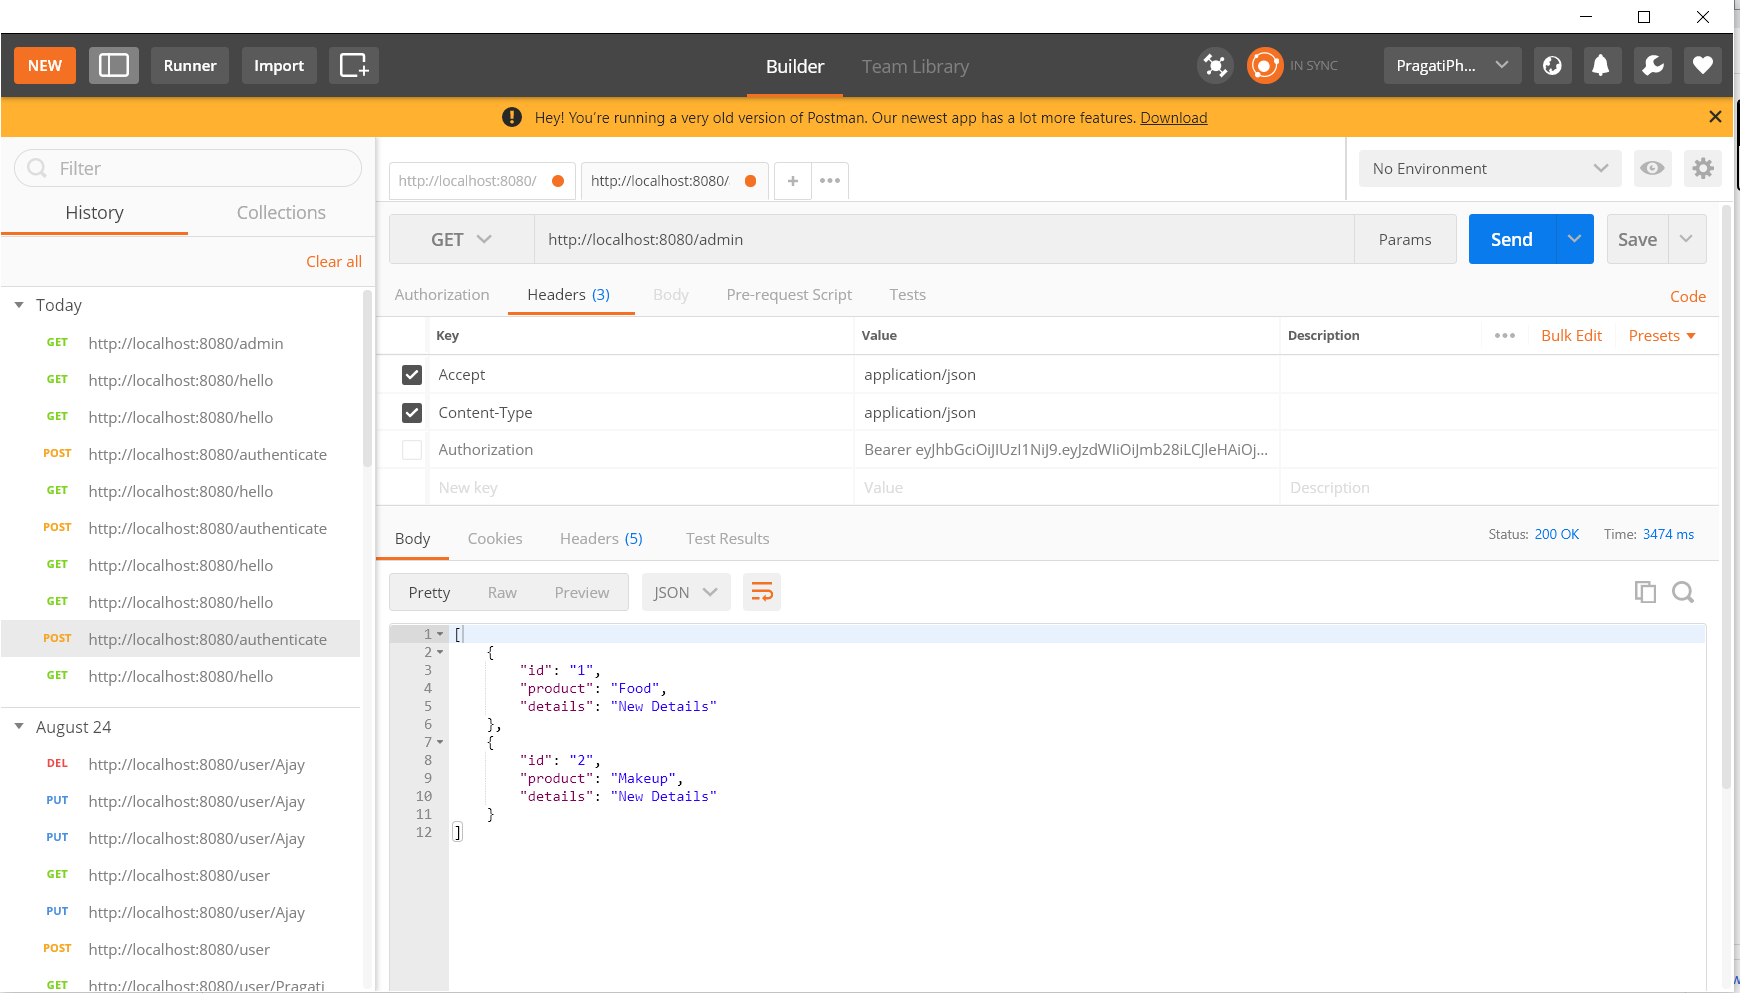 NEW Runner Import Builder Team Library IN SYNC PragatiPh...
Hey! You're running a very old version of Postman. Our newest app has a lot more features. Download
Filter
History Collections
Clear all
Today
GET http://localhost:8080/admin
GET http://localhost:8080/hello
GET http://localhost:8080/hello
POST http://localhost:8080/authenticate
GET http://localhost:8080/hello
POST http://localhost:8080/authenticate
GET http://localhost:8080/hello
GET http://localhost:8080/hello
POST http://localhost:8080/authenticate
GET http://localhost:8080/hello
August 24
DEL http://localhost:8080/user/Ajay
PUT http://localhost:8080/user/Ajay
PUT http://localhost:8080/user/Ajay
GET http://localhost:8080/user
PUT http://localhost:8080/user/Ajay
POST http://localhost:8080/user
GET http://localhost:8080/user/Pragati
http://localhost:8080/ http://localhost:8080/ + ••• No Environment
GET http://localhost:8080/admin Params Send Save
Authorization Headers (3) Body Pre-request Script Tests Code
Key Value Description ••• Bulk Edit Presets
Accept application/json
Content-Type application/json
Authorization Bearer eyJhbGciOiJIUzI1NiJ9.eyJzdWIiOiJmb28iLCJleHAiOj...
New key Value Description
Body Cookies Headers (5) Test Results Status: 200 OK Time: 3474 ms
Pretty Raw Preview JSON
1 [
2 {
3 "id": "1",
4 "product": "Food",
5 "details": "New Details"
6 },
7 {
8 "id": "2",
9 "product": "Makeup",
10 "details": "New Details"
11 }
12 ]